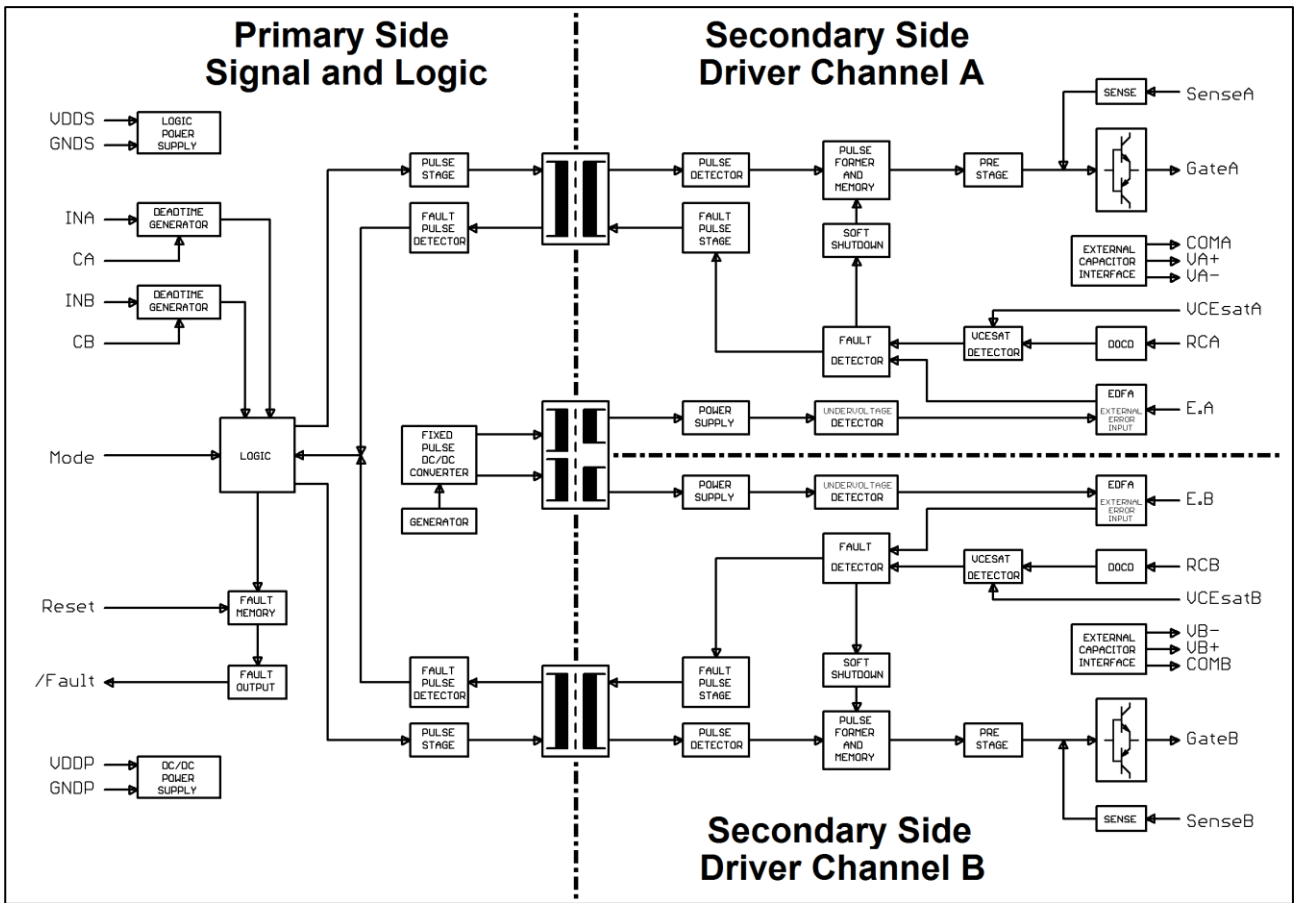 Primary Side
Signal and Logic
Secondary Side
Driver Channel A
VDDS
GNDS
LOGIC
POWER
SUPPLY
INA
CA
DEADTIME
GENERATOR
INB
CB
DEADTIME
GENERATOR
Mode
LOGIC
Reset
FAULT
MEMORY
/Fault
FAULT
OUTPUT
VDDP
GNDP
DC/DC
POWER
SUPPLY
PULSE
STAGE
FAULT
PULSE
DETECTOR
FIXED
PULSE
DC/DC
CONVERTER
GENERATOR
FAULT
PULSE
DETECTOR
PULSE
STAGE
PULSE
DETECTOR
PULSE
FORMER
AND
MEMORY
PRE
STAGE
SENSE
SenseA
GateA
FAULT
PULSE
STAGE
SOFT
SHUTDOWN
EXTERNAL
CAPACITOR
INTERFACE
COMA
VA+
VA-
VCEsatA
FAULT
DETECTOR
VCESAT
DETECTOR
DOCD
RCA
POWER
SUPPLY
UNDERVOLTAGE
DETECTOR
EDFA
EXTERNAL
ERROR
INPUT
E.A
POWER
SUPPLY
UNDERVOLTAGE
DETECTOR
EDFA
EXTERNAL
ERROR
INPUT
E.B
FAULT
DETECTOR
VCESAT
DETECTOR
DOCD
RCB
VCEsatB
FAULT
PULSE
STAGE
SOFT
SHUTDOWN
EXTERNAL
CAPACITOR
INTERFACE
VB-
VB+
COMB
PULSE
DETECTOR
PULSE
FORMER
AND
MEMORY
PRE
STAGE
GateB
SENSE
SenseB
Secondary Side
Driver Channel B